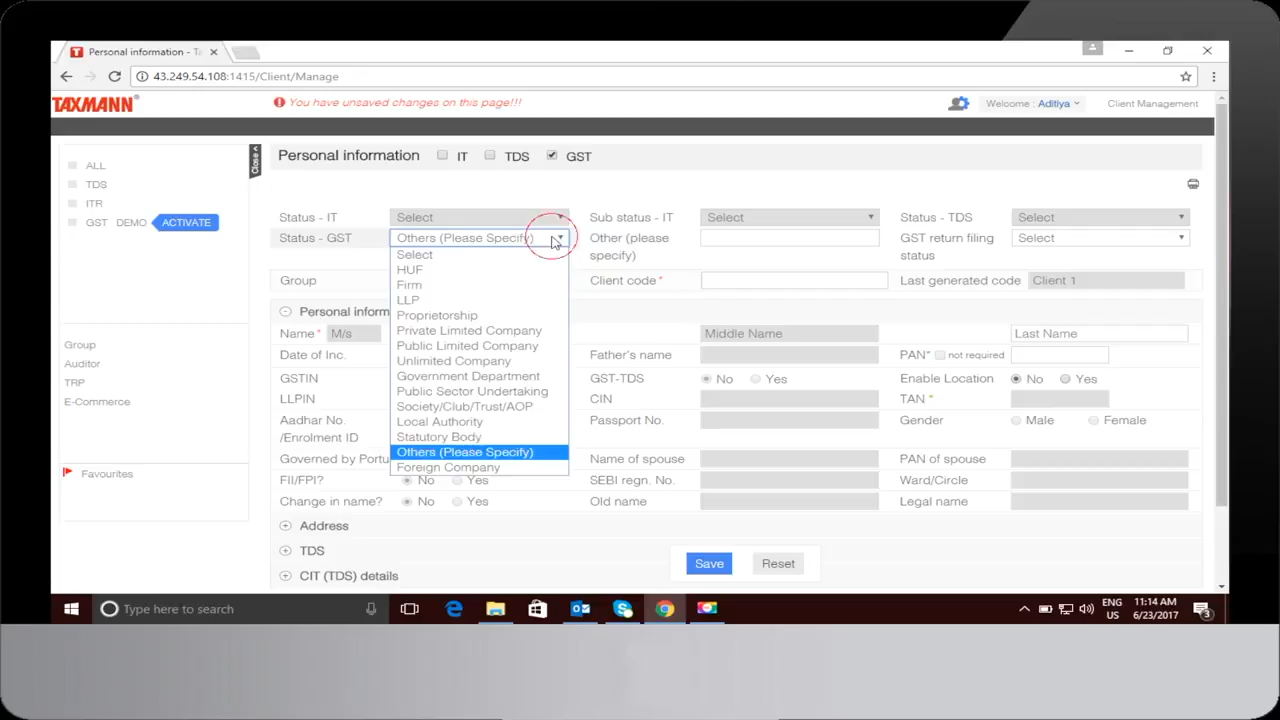 Personal information - Ta
43.249.54.108:1415/Client/Manage
TAXMANN
You have unsaved changes on this page!!!
Welcome : Aditiya
Client Management
ALL
TDS
ITR
GST DEMO ACTIVATE
Group
Auditor
TRP
E-Commerce
Favourites
Close
Personal information IT TDS GST
Status - IT Select Sub status - IT Select Status - TDS Select
Status - GST Others (Please Specify) Other (please specify) GST return filing status Select
Select
HUF
Firm
LLP
Proprietorship
Private Limited Company
Public Limited Company
Unlimited Company
Government Department
Public Sector Undertaking
Society/Club/Trust/AOP
Local Authority
Statutory Body
Others (Please Specify)
Foreign Company
Group Client code * Last generated code Client 1
Personal inform
Name * M/s Middle Name Last Name
Date of Inc. Father's name PAN* not required
GSTIN GST-TDS No Yes Enable Location No Yes
LLPIN CIN TAN *
Aadhar No. /Enrolment ID Passport No. Gender Male Female
Governed by Portu Name of spouse PAN of spouse
FII/FPI? No Yes SEBI regn. No. Ward/Circle
Change in name? No Yes Old name Legal name
Address
TDS
CIT (TDS) details
Save Reset
Type here to search
ENG
US
11:14 AM
6/23/2017
3